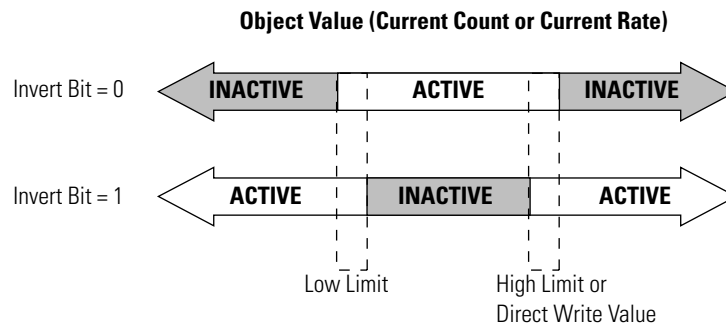 Object Value (Current Count or Current Rate)
Invert Bit = 0
INACTIVE
ACTIVE
INACTIVE
Invert Bit = 1
ACTIVE
INACTIVE
ACTIVE
Low Limit
High Limit or
Direct Write Value